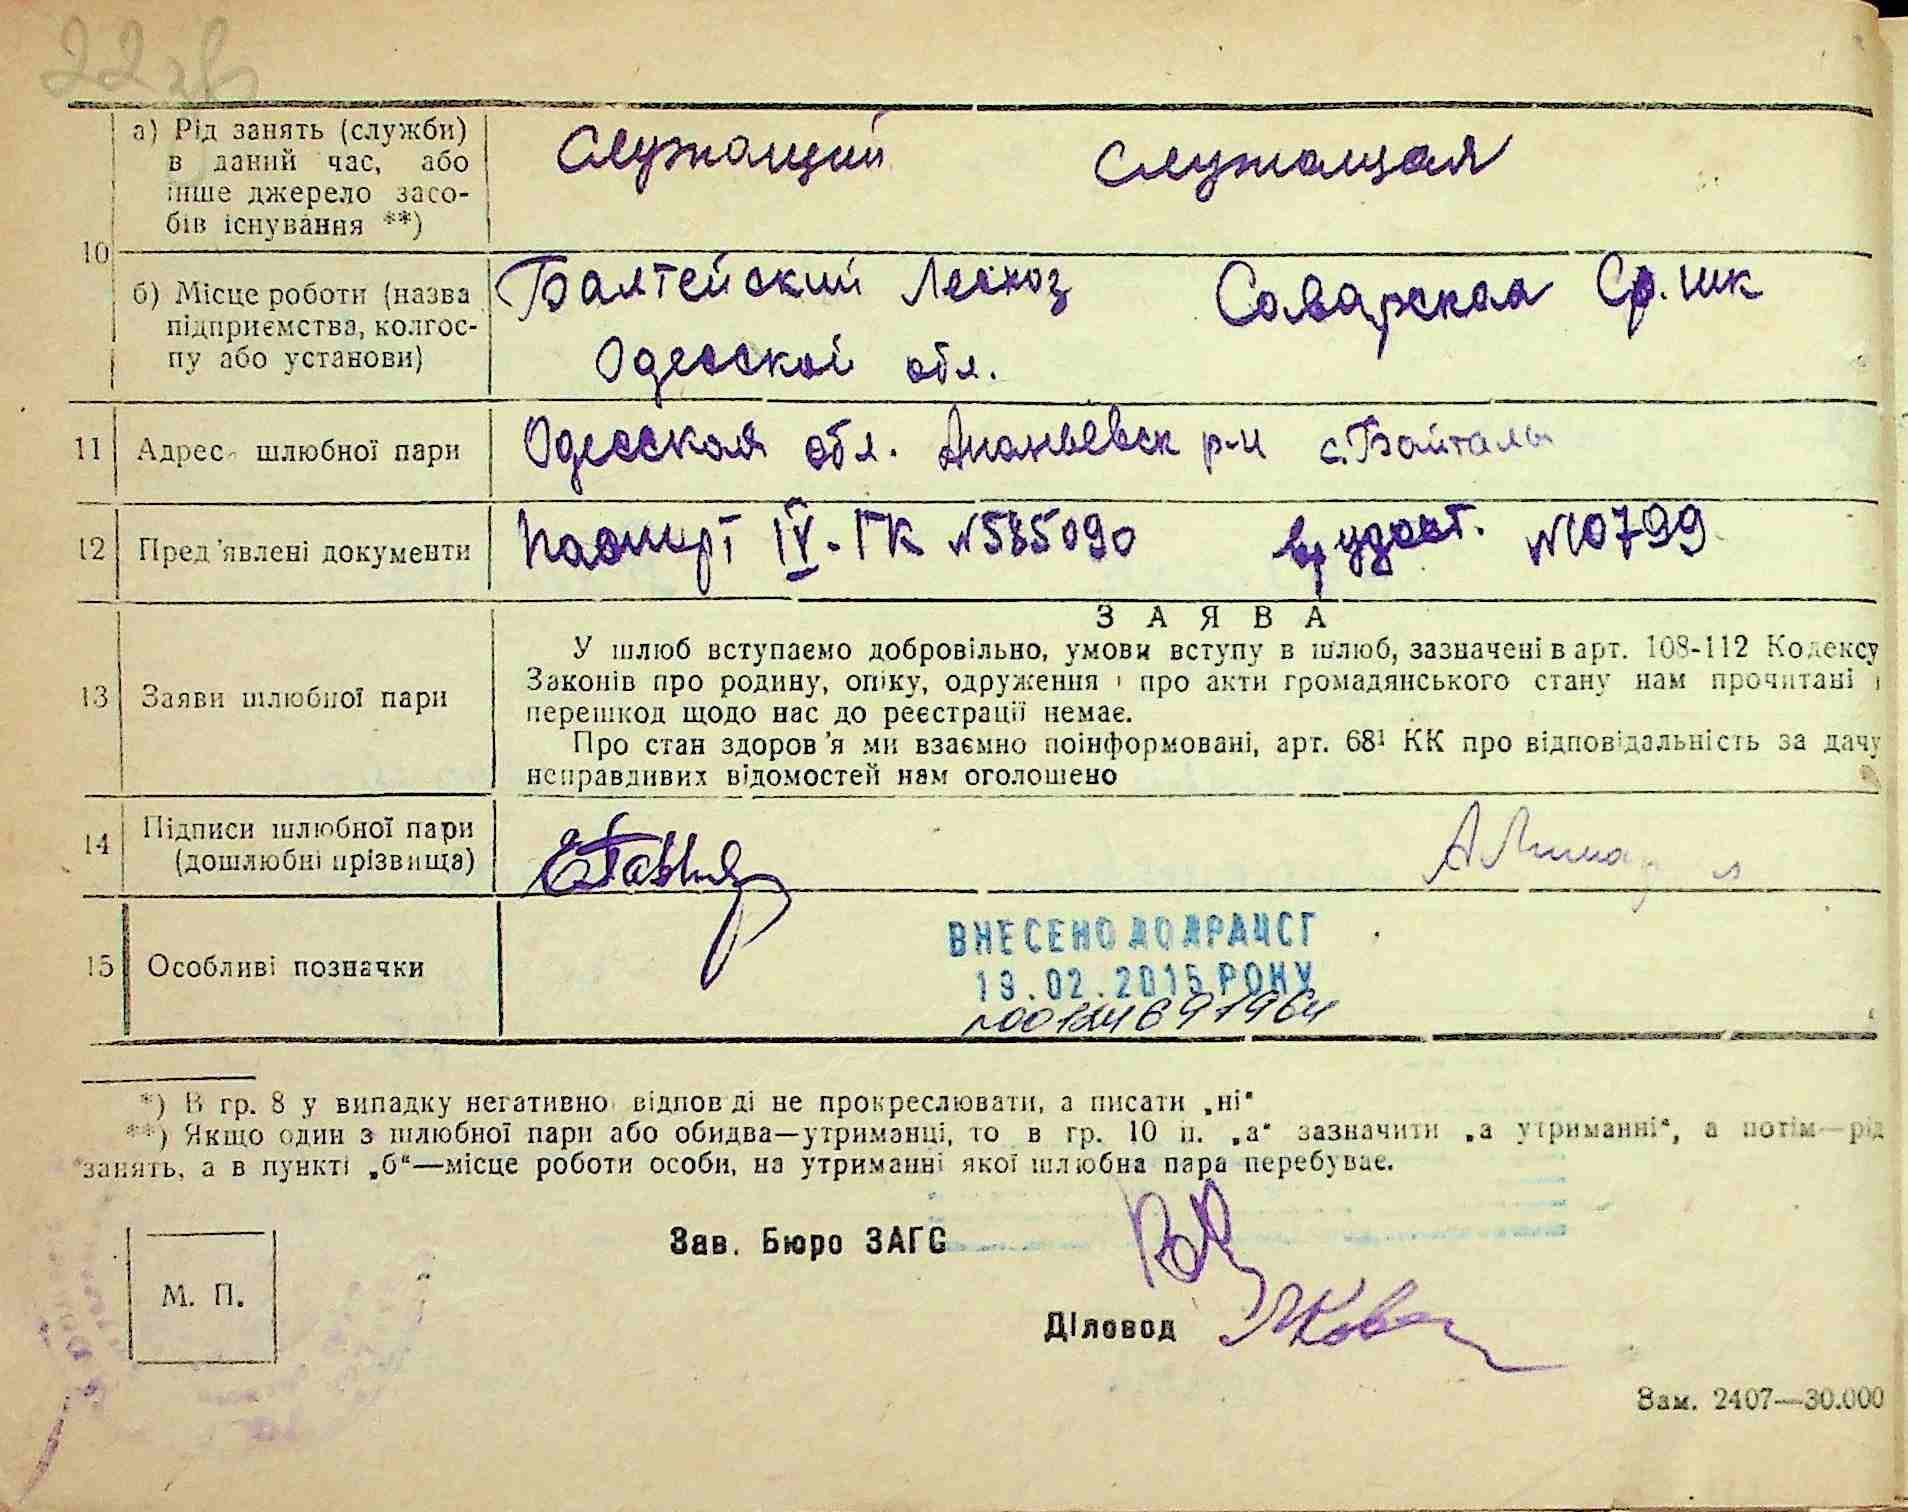 22 зв
10
а) Рід занять (служби)
в даний час, або
інше джерело засо-
бів існування **)
Служащий Служащая
б) Місце роботи (назва
підприємства, колгос-
пу або установи)
Балтейский Лесхоз Саварская Ср. шк
Одесской обл.
11 Адреса шлюбної пари Одесская обл. Ананьевск р-н с. Байталы
12 Пред'явлені документи Паспорт IV-ГК №585090 вр удост. №10799
13 Заяви шлюбної пари
ЗАЯВА
У шлюб вступаємо добровільно, умови вступу в шлюб, зазначені в арт. 108-112 Кодексу
Законів про родину, опіку, одруження і про акти громадянського стану нам прочитані і
перешкод щодо нас до реєстрації немає.
Про стан здоров'я ми взаємно поінформовані, арт. 68¹ КК про відповідальність за дачу
неправдивих відомостей нам оголошено
14 Підписи шлюбної пари
(дошлюбні прізвища)
15 Особливі позначки
ВНЕСЕНО ДО ДРАЦСГ
19.02.2015 РОКУ
*) В гр. 8 у випадку негативної відповіді не прокреслювати, а писати „ні“
**) Якщо один з шлюбної пари або обидва—утриманці, то в гр. 10 п. „а“ зазначити „а утриманні“, а потім—рід
занять, а в пункті „б“—місце роботи особи, на утриманні якої шлюбна пара перебуває.
Зав. Бюро ЗАГС
М. П.
Діловод
Зам. 2407—30.000